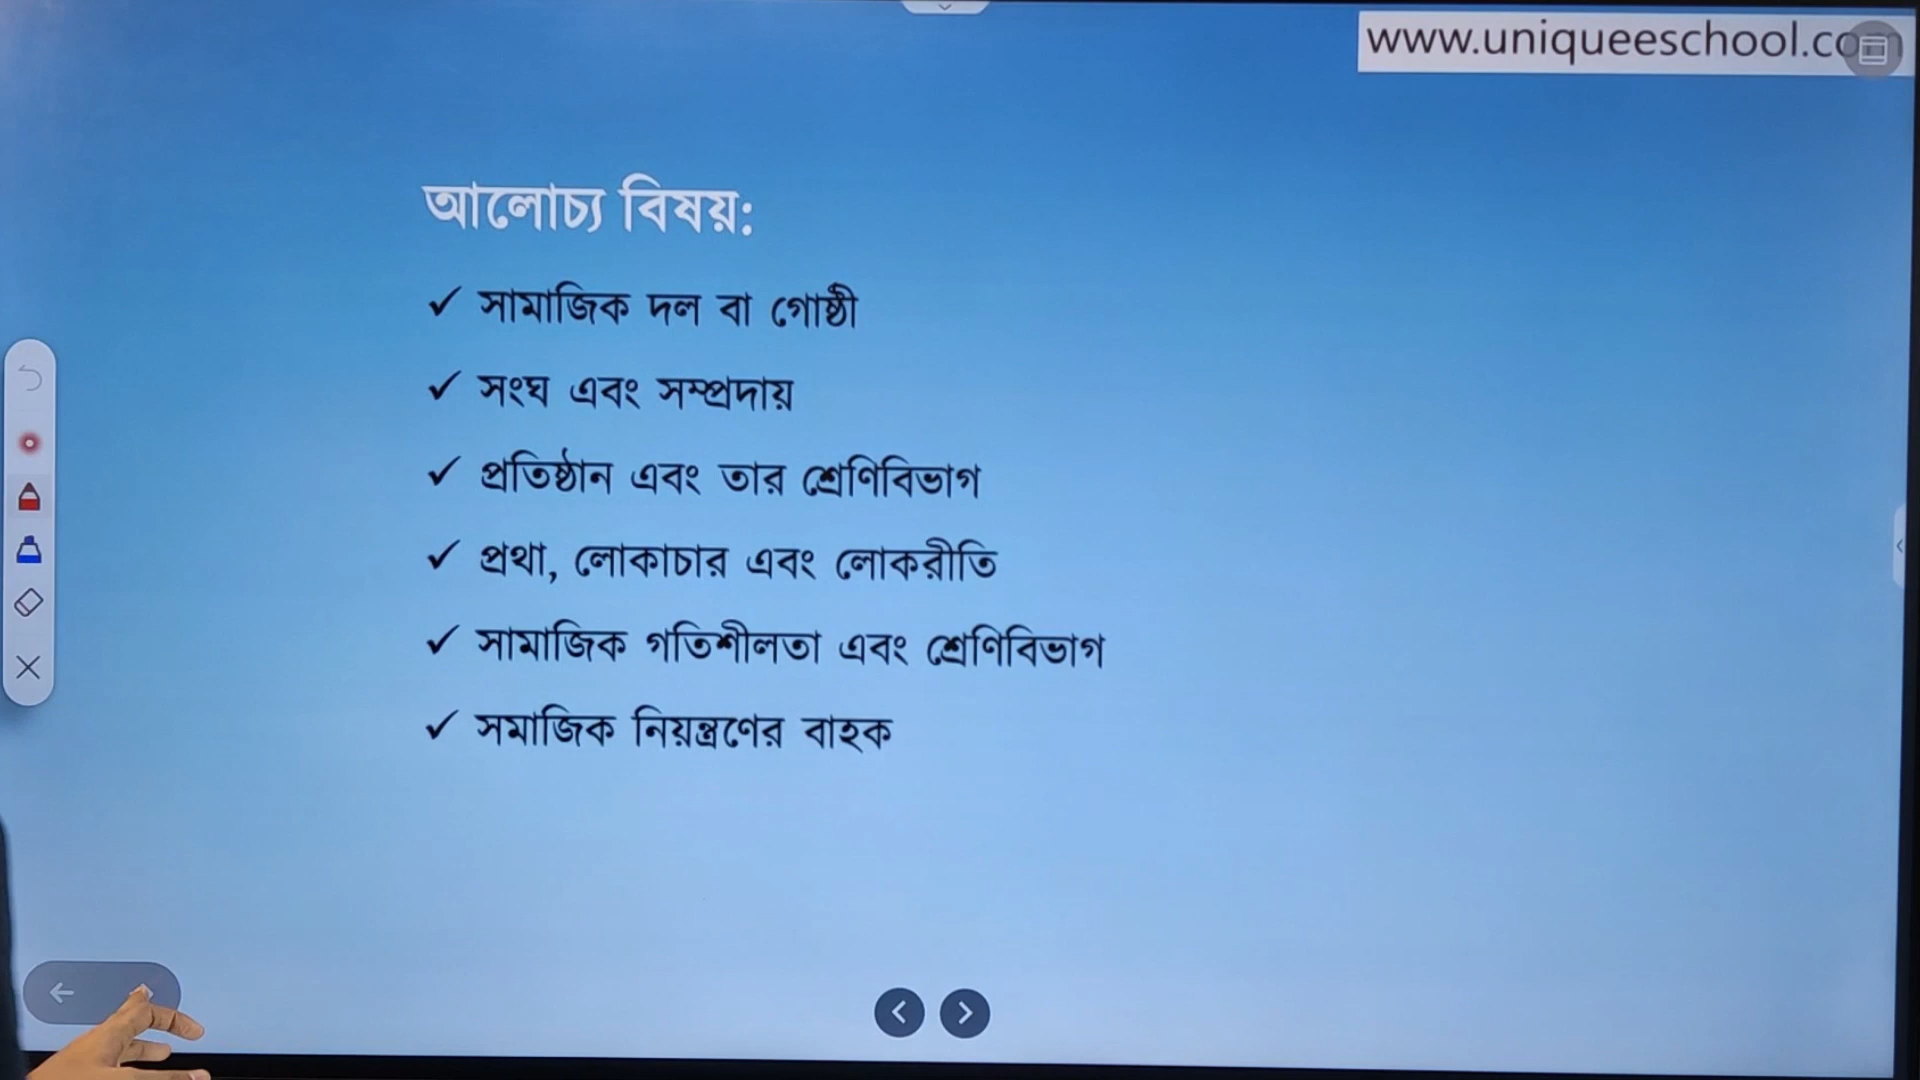 www.uniqueeschool.com
আলোচ্য বিষয়:
✓ সামাজিক দল বা গোষ্ঠী
✓ সংঘ এবং সম্প্রদায়
✓ প্রতিষ্ঠান এবং তার শ্রেণিবিভাগ
✓ প্রথা, লোকাচার এবং লোকরীতি
✓ সামাজিক গতিশীলতা এবং শ্রেণিবিভাগ
✓ সমাজিক নিয়ন্ত্রণের বাহক